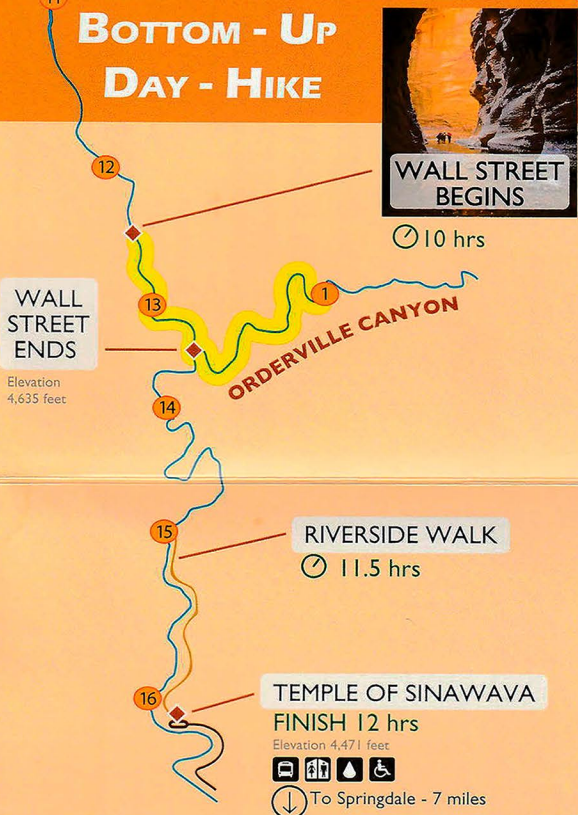 11
BOTTOM - UP
DAY - HIKE
12
WALL STREET
BEGINS
10 hrs
WALL
STREET
ENDS
13
1
ORDERVILLE CANYON
Elevation
4,635 feet
14
15
RIVERSIDE WALK
11.5 hrs
16
TEMPLE OF SINAWAVA
FINISH 12 hrs
Elevation 4,471 feet
To Springdale - 7 miles